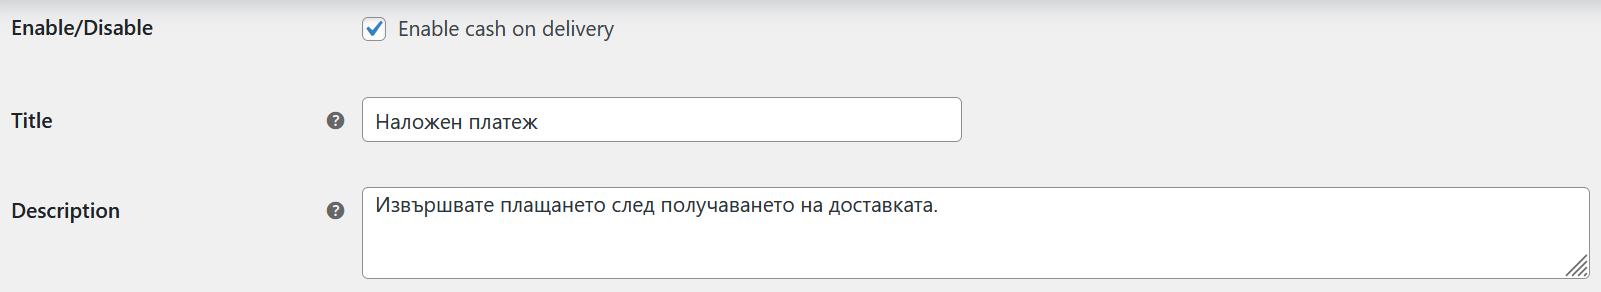 Enable/Disable
Enable cash on delivery
Title
?
Наложен платеж
Description
?
Извършвате плащането след получаването на доставката.